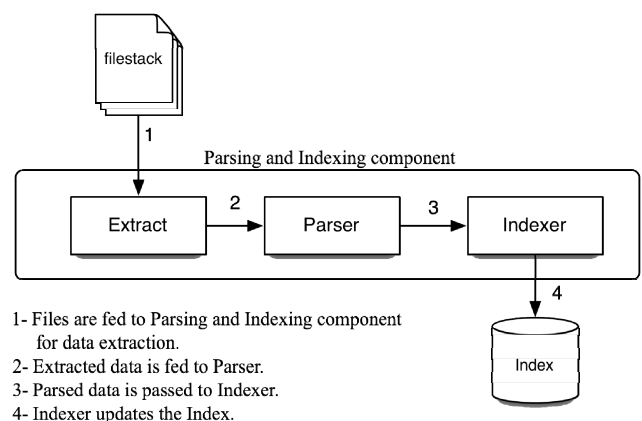 filestack
1
Parsing and Indexing component
Extract
2
Parser
3
Indexer
4
Index
1- Files are fed to Parsing and Indexing component
for data extraction.
2- Extracted data is fed to Parser.
3- Parsed data is passed to Indexer.
4- Indexer updates the Index.